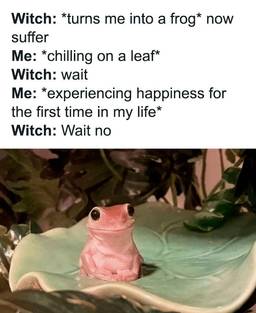 Witch: *turns me into a frog* now
suffer
Me: *chilling on a leaf*
Witch: wait
Me: *experiencing happiness for
the first time in my life*
Witch: Wait no